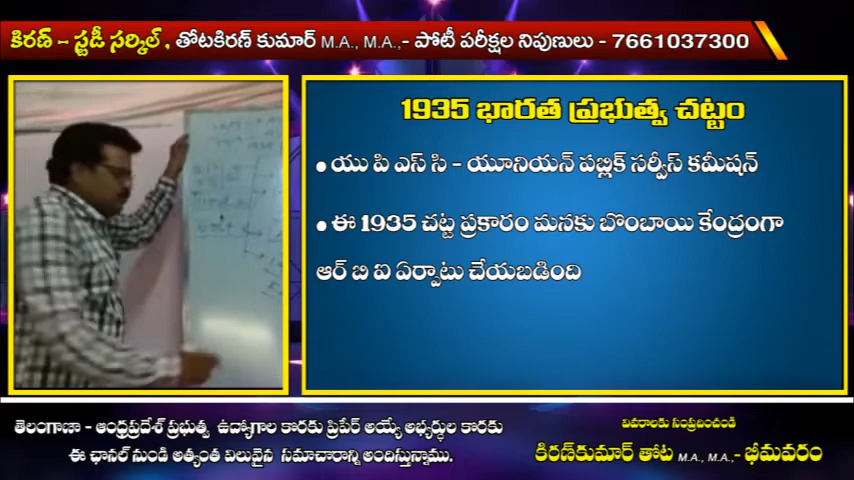 కిరణ్ – స్టడీ సర్కిల్, తోటకిరణ్ కుమార్ M.A., M.A.,- పోటీ పరీక్షల నిపుణులు - 7661037300
1935 భారత ప్రభుత్వ చట్టం
• యు పి ఎస్ సి – యూనియన్ పబ్లిక్ సర్వీస్ కమీషన్
• ఈ 1935 చట్ట ప్రకారం మనకు బొంబాయి కేంద్రంగా
ఆర్ బి ఐ ఏర్పాటు చేయబడింది
తెలంగాణా - ఆంధ్రప్రదేశ్ ప్రభుత్వ ఉద్యోగాల కొరకు ప్రిపేర్ అయ్యే అభ్యర్థుల కొరకు
ఈ ఛానల్ నుండి అత్యంత విలువైన సమాచారాన్ని అందిస్తున్నాము.
వివరాలకు సంప్రదించండి
కిరణ్‌కుమార్ తోట M.A., M.A.,- భీమవరం